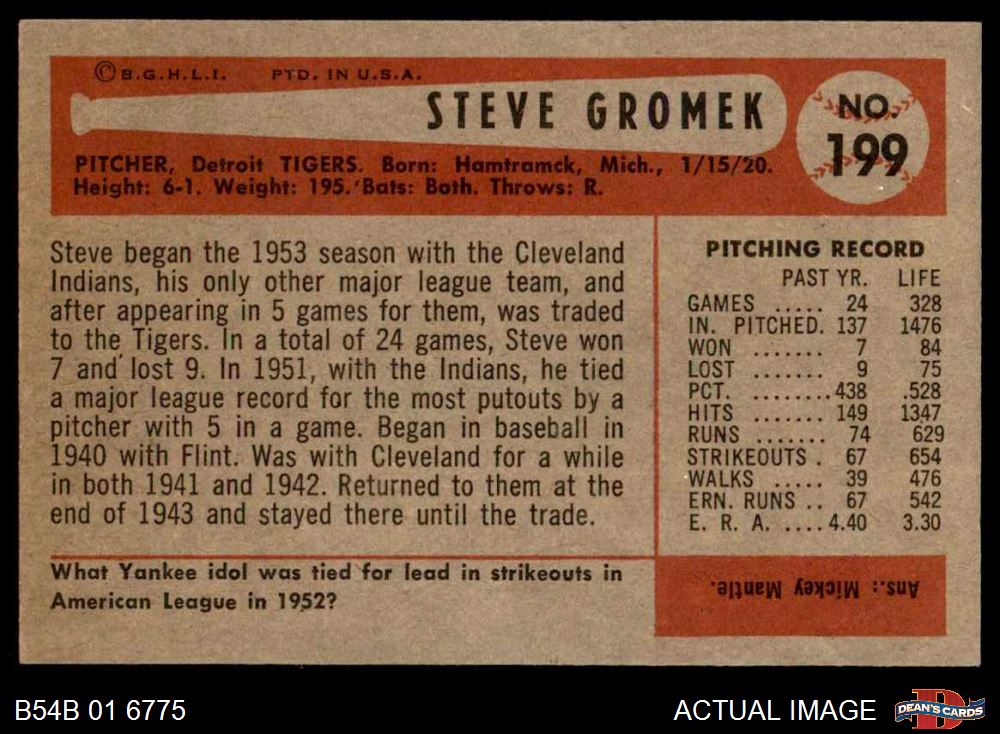 ©B.G.H.L.I. PTD. IN U.S.A.
STEVE GROMEK
NO.
199
PITCHER, Detroit TIGERS. Born: Hamtramck, Mich., 1/15/20.
Height: 6-1. Weight: 195. Bats: Both. Throws: R.
Steve began the 1953 season with the Cleveland
Indians, his only other major league team, and
after appearing in 5 games for them, was traded
to the Tigers. In a total of 24 games, Steve won
7 and lost 9. In 1951, with the Indians, he tied
a major league record for the most putouts by a
pitcher with 5 in a game. Began in baseball in
1940 with Flint. Was with Cleveland for a while
in both 1941 and 1942. Returned to them at the
end of 1943 and stayed there until the trade.
PITCHING RECORD
PAST YR. LIFE
GAMES ..... 24 328
IN. PITCHED. 137 1476
WON ....... 7 84
LOST ....... 9 75
PCT. ........438 .528
HITS ....... 149 1347
RUNS ....... 74 629
STRIKEOUTS . 67 654
WALKS ..... 39 476
ERN. RUNS .. 67 542
E. R. A. ....4.40 3.30
What Yankee idol was tied for lead in strikeouts in
American League in 1952?
Ans.: Mickey Mantle.
B54B 01 6775
ACTUAL IMAGE
DEAN'S CARDS